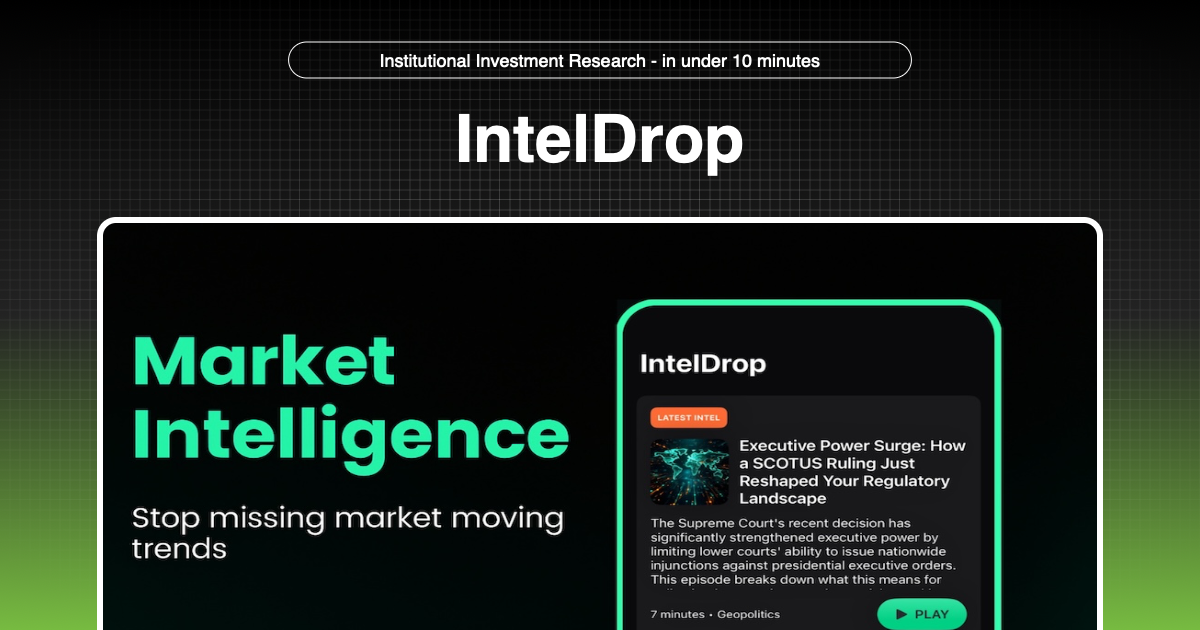 Institutional Investment Research - in under 10 minutes
IntelDrop
Market
Intelligence
Stop missing market moving
trends
IntelDrop
LATEST INTEL
Executive Power Surge: How
a SCOTUS Ruling Just
Reshaped Your Regulatory
Landscape
The Supreme Court's recent decision has
significantly strengthened executive power by
limiting lower courts' ability to issue nationwide
injunctions against presidential executive orders.
This episode breaks down what this means for
7 minutes • Geopolitics
PLAY